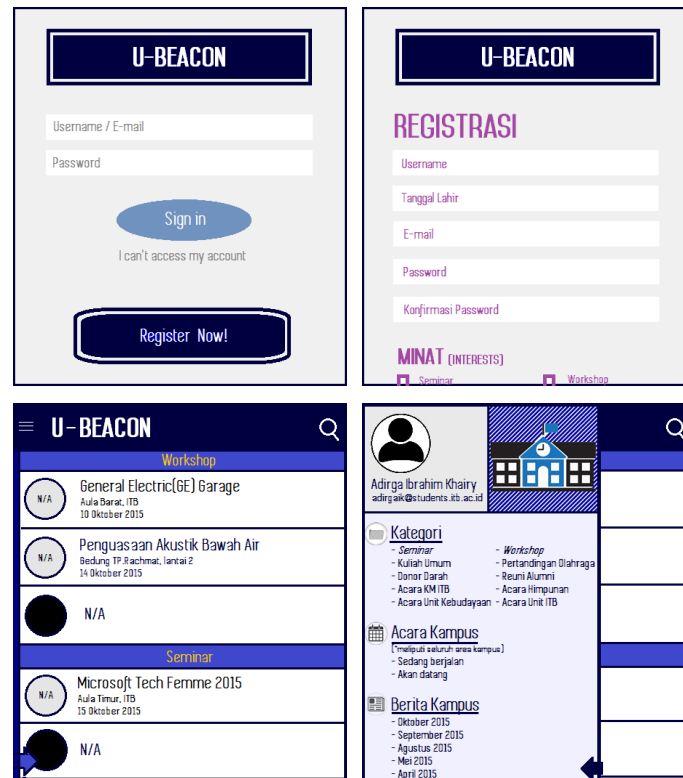 U-BEACON
Username / E-mail
Password
Sign in
I can't access my account
Register Now!
U-BEACON
REGISTRASI
Username
Tanggal Lahir
E-mail
Password
Konfirmasi Password
MINAT (INTERESTS)
Seminar Workshop
U-BEACON
Workshop
N/A
General Electric(GE) Garage
Aula Barat, ITB
10 Oktober 2015
N/A
Penguasaan Akustik Bawah Air
Gedung TP.Rachmat, lantai 2
14 Oktober 2015
N/A
Seminar
N/A
Microsoft Tech Femme 2015
Aula Timur, ITB
15 Oktober 2015
N/A
Adirga Ibrahim Khairy
adirgaik@students.itb.ac.id
Kategori
- Seminar - Workshop
- Kuliah Umum - Pertandingan Olahraga
- Donor Darah - Reuni Alumni
- Acara KM ITB - Acara Himpunan
- Acara Unit Kebudayaan - Acara Unit ITB
Acara Kampus
(*meliputi seluruh area kampus)
- Sedang berjalan
- Akan datang
Berita Kampus
- Oktober 2015
- September 2015
- Agustus 2015
- Mei 2015
- April 2015